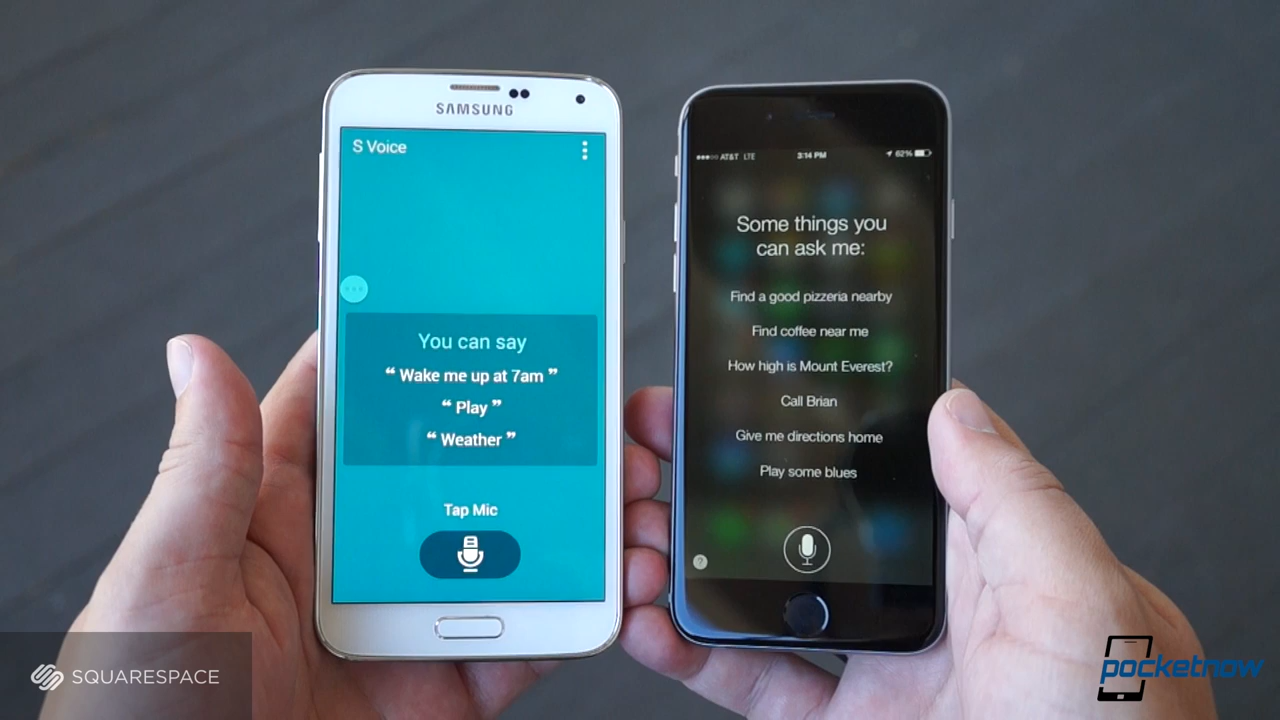 SAMSUNG
S Voice
You can say
“ Wake me up at 7am ”
“ Play ”
“ Weather ”
Tap Mic
AT&T LTE 3:14 PM 62%
Some things you
can ask me:
Find a good pizzeria nearby
Find coffee near me
How high is Mount Everest?
Call Brian
Give me directions home
Play some blues
?
SQUARESPACE
pocketnow